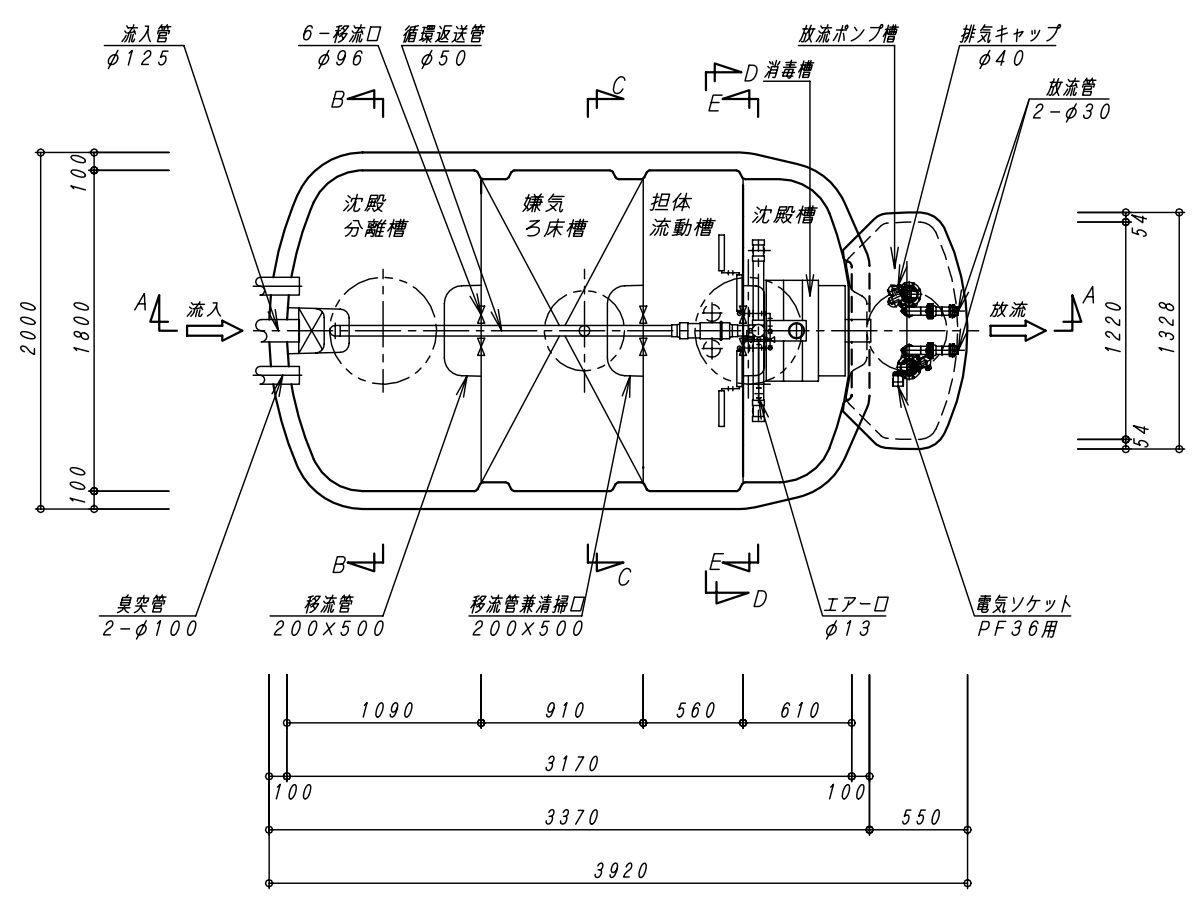 流入管
φ125
6-移流口
φ96
循環返送管
φ50
放流ポンプ槽
消毒槽
排気キャップ
φ40
放流管
2-φ30
B
C
D
E
100
2000
1800
100
沈殿
分離槽
嫌気
ろ床槽
担体
流動槽
沈殿槽
A
流入
放流
A
54
1220
1328
54
B
C
E
D
臭突管
2-φ100
移流管
200×500
移流管兼清掃口
200×500
エアーロ
φ13
電気ソケット
PF36用
1090
910
560
610
3170
100
100
3370
550
3920